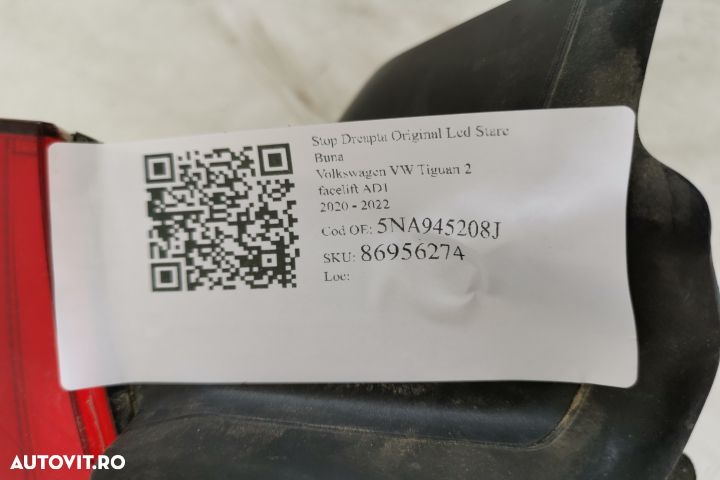 Stop Dreapta Original Led Stare
Buna
Volkswagen VW Tiguan 2
facelift AD1
2020 - 2022
Cod OE: 5NA945208J
SKU: 86956274
Loc:
AUTOVIT.RO